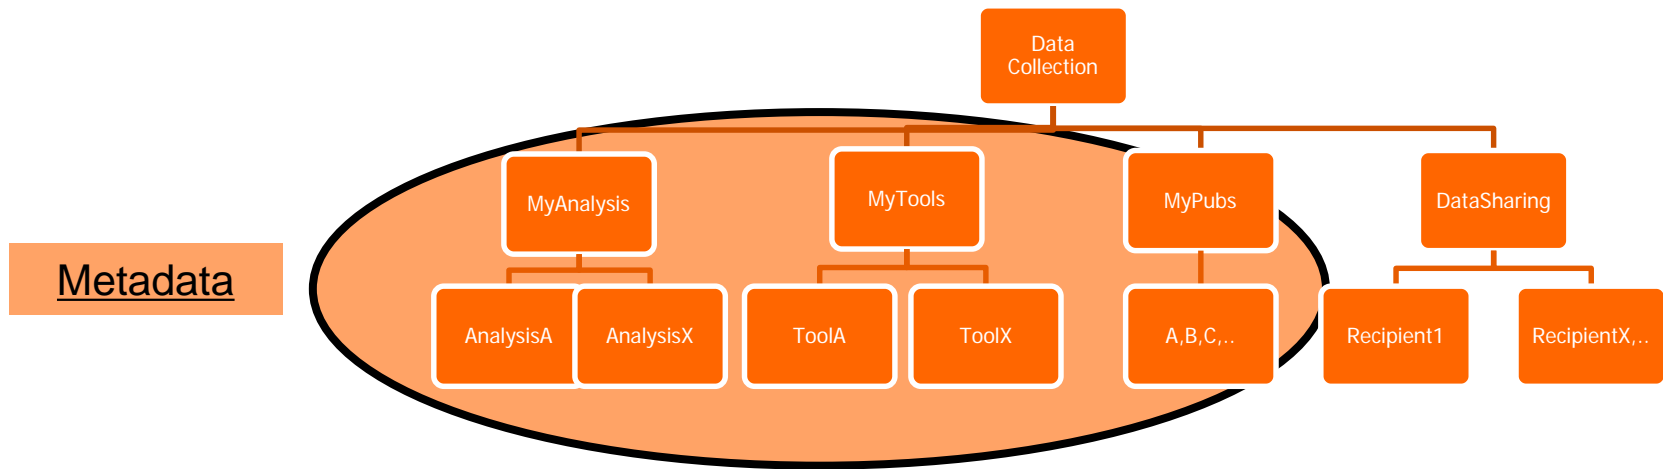 Data
Collection
MyAnalysis
MyTools
MyPubs
DataSharing
Metadata
AnalysisA
AnalysisX
ToolA
ToolX
A,B,C,..
Recipient1
RecipientX,..